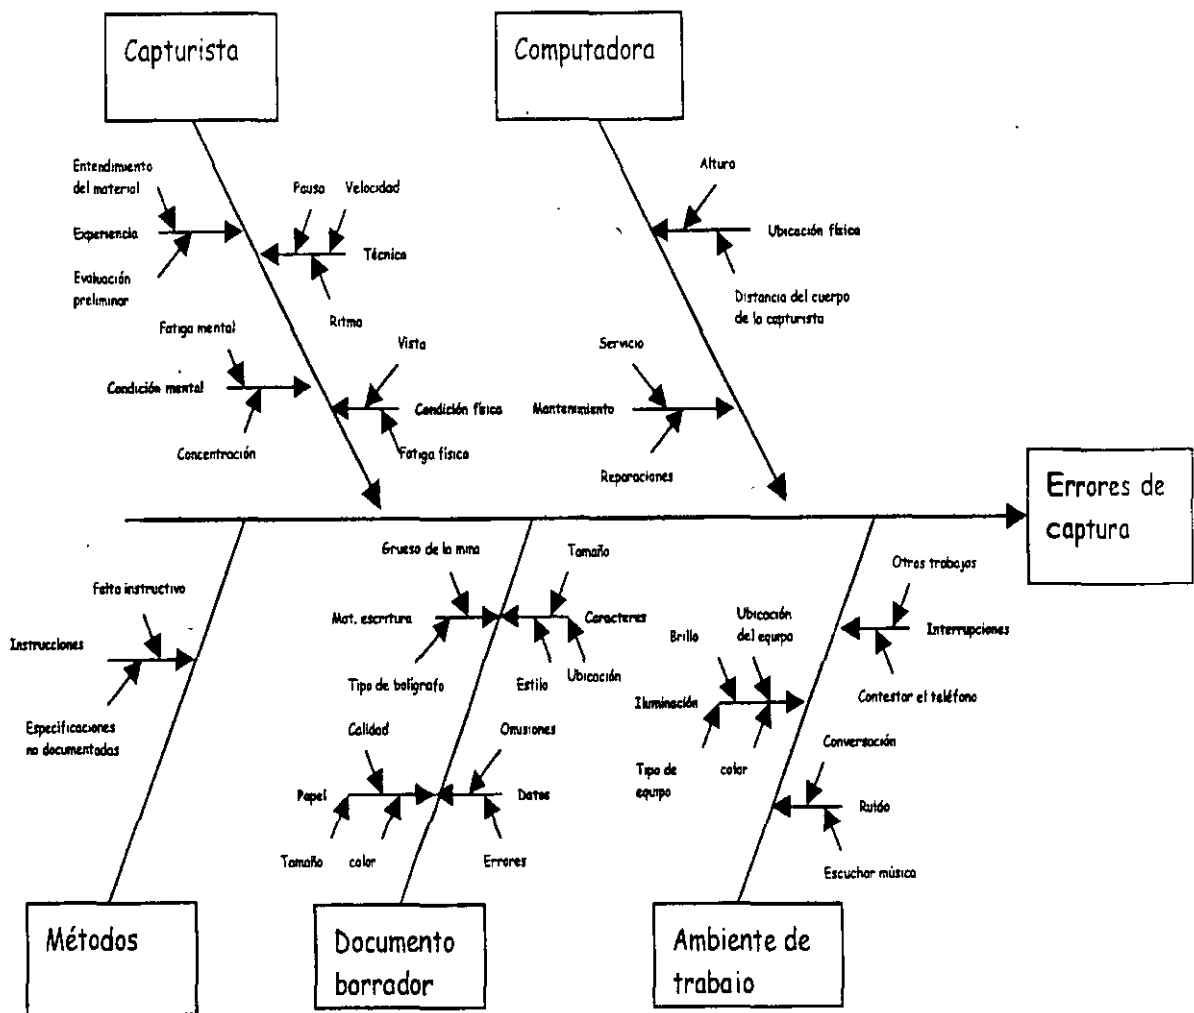 Capturista
Computadora
Entendimiento
del material
Pausa
Velocidad
Experiencia
Técnica
Evaluación
preliminar
Ritmo
Altura
Ubicación física
Distancia del cuerpo
de la capturista
Fatiga mental
Vista
Condición mental
Condición física
Concentración
Fatiga física
Servicio
Mantenimiento
Reparaciones
Errores de
captura
Grueso de la mina
Tamaño
Falta instructivo
Mat. escritura
Caracteres
Instrucciones
Tipo de bolígrafo
Estilo
Ubicación
Especificaciones
no documentadas
Otros trabajos
Interrupciones
Contestar el teléfono
Ubicación
del equipo
Brillo
Iluminación
Tipo de
equipo
color
Calidad
Omisiones
Papel
Datos
Tamaño
color
Errores
Conversación
Ruido
Escuchar música
Métodos
Documento
borrador
Ambiente de
trabajo